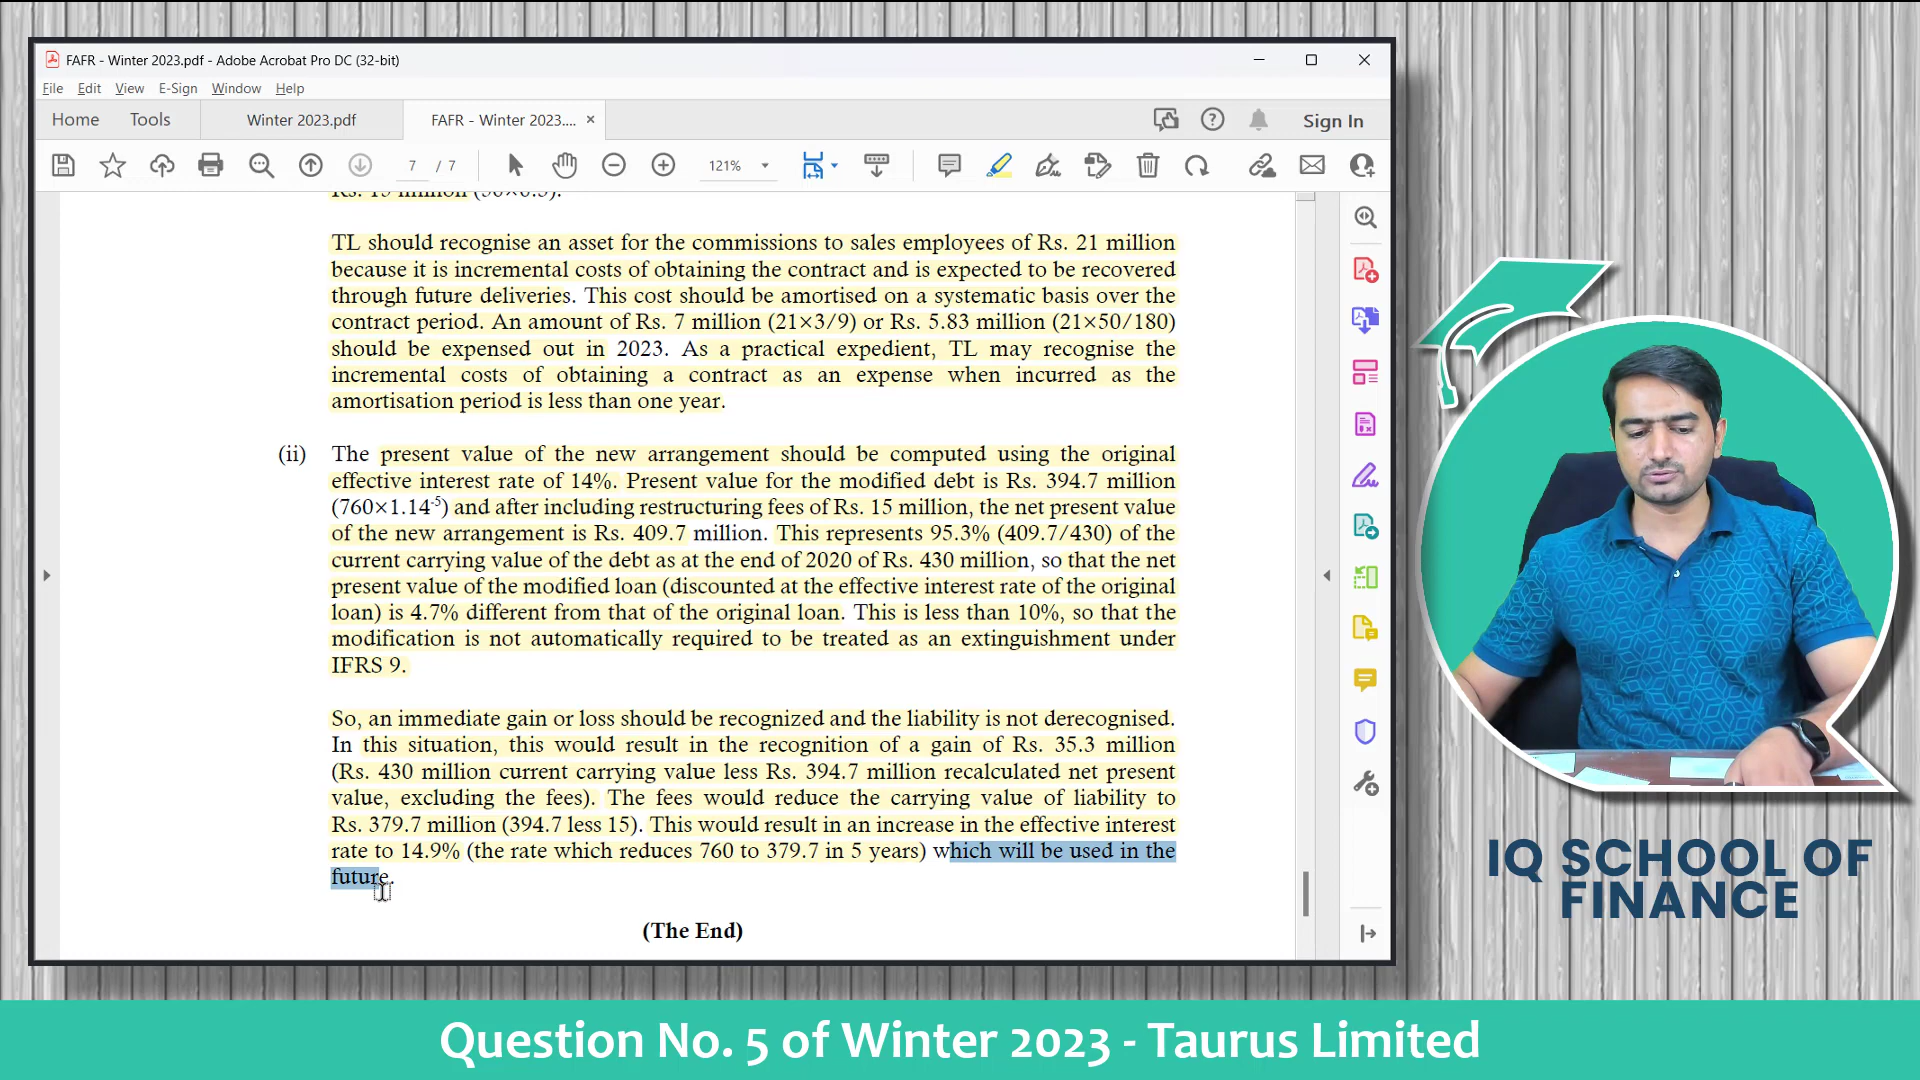 FAFR - Winter 2023.pdf - Adobe Acrobat Pro DC (32-bit)
File Edit View E-Sign Window Help
Home Tools Winter 2023.pdf FAFR - Winter 2023.... × Sign In
7 / 7 121%
Rs. 15 million (50×0.3).
TL should recognise an asset for the commissions to sales employees of Rs. 21 million
because it is incremental costs of obtaining the contract and is expected to be recovered
through future deliveries. This cost should be amortised on a systematic basis over the
contract period. An amount of Rs. 7 million (21×3/9) or Rs. 5.83 million (21×50/180)
should be expensed out in 2023. As a practical expedient, TL may recognise the
incremental costs of obtaining a contract as an expense when incurred as the
amortisation period is less than one year.
(ii) The present value of the new arrangement should be computed using the original
effective interest rate of 14%. Present value for the modified debt is Rs. 394.7 million
(760×1.14⁻⁵) and after including restructuring fees of Rs. 15 million, the net present value
of the new arrangement is Rs. 409.7 million. This represents 95.3% (409.7/430) of the
current carrying value of the debt as at the end of 2020 of Rs. 430 million, so that the net
present value of the modified loan (discounted at the effective interest rate of the original
loan) is 4.7% different from that of the original loan. This is less than 10%, so that the
modification is not automatically required to be treated as an extinguishment under
IFRS 9.
So, an immediate gain or loss should be recognized and the liability is not derecognised.
In this situation, this would result in the recognition of a gain of Rs. 35.3 million
(Rs. 430 million current carrying value less Rs. 394.7 million recalculated net present
value, excluding the fees). The fees would reduce the carrying value of liability to
Rs. 379.7 million (394.7 less 15). This would result in an increase in the effective interest
rate to 14.9% (the rate which reduces 760 to 379.7 in 5 years) which will be used in the
future.
(The End)
IQ SCHOOL OF
FINANCE
Question No. 5 of Winter 2023 - Taurus Limited